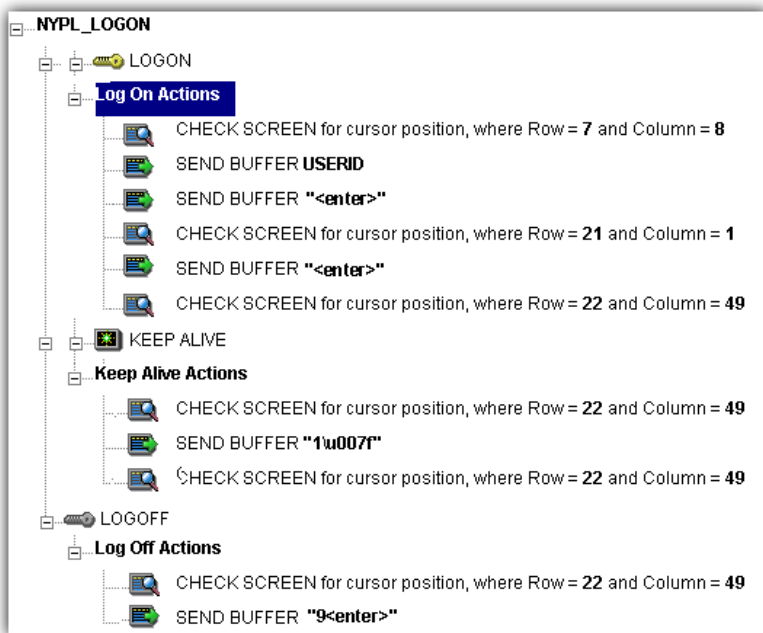 NYPL_LOGON
LOGON
Log On Actions
CHECK SCREEN for cursor position, where Row = 7 and Column = 8
SEND BUFFER USERID
SEND BUFFER "<enter>"
CHECK SCREEN for cursor position, where Row = 21 and Column = 1
SEND BUFFER "<enter>"
CHECK SCREEN for cursor position, where Row = 22 and Column = 49
KEEP ALIVE
Keep Alive Actions
CHECK SCREEN for cursor position, where Row = 22 and Column = 49
SEND BUFFER "1\u007f"
CHECK SCREEN for cursor position, where Row = 22 and Column = 49
LOGOFF
Log Off Actions
CHECK SCREEN for cursor position, where Row = 22 and Column = 49
SEND BUFFER "9<enter>"